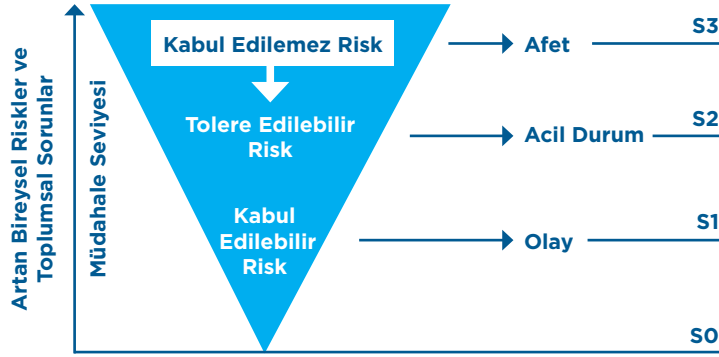 Artan Bireysel Riskler ve
Toplumsal Sorunlar
Müdahale Seviyesi
Kabul Edilemez Risk
Afet
S3
Tolere Edilebilir
Risk
Acil Durum
S2
Kabul
Edilebilir
Risk
Olay
S1
S0